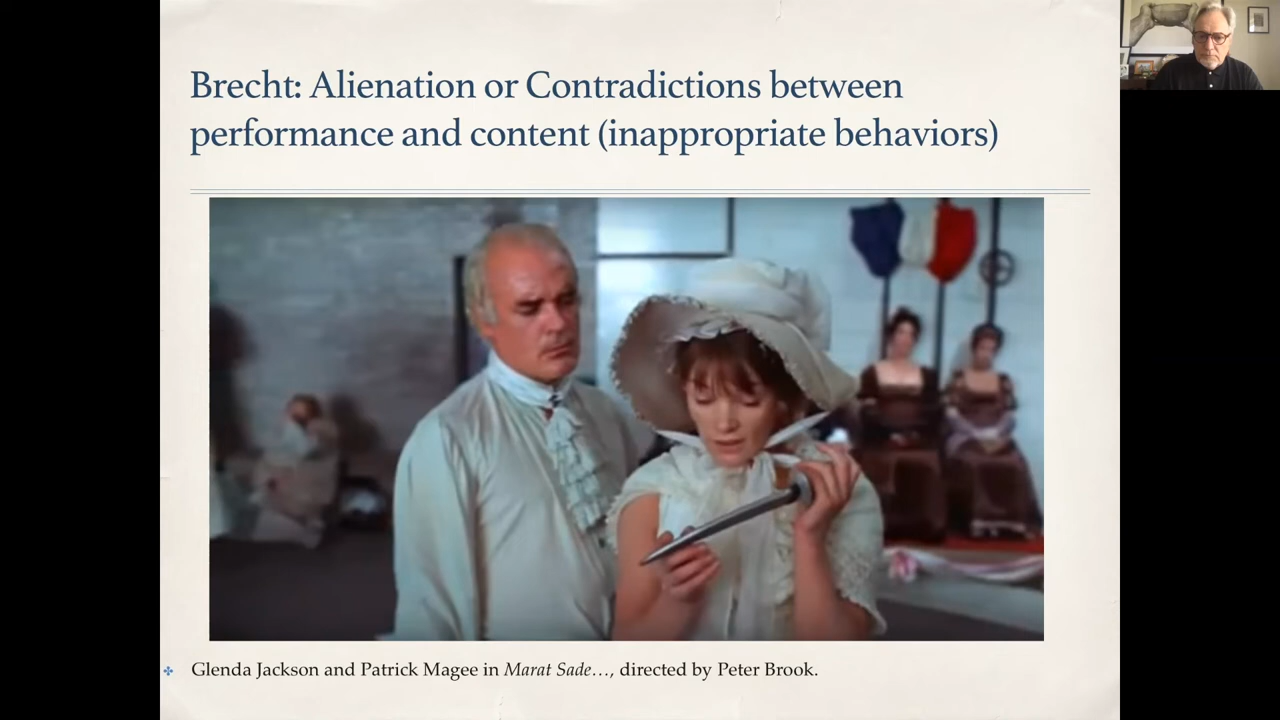 Brecht: Alienation or Contradictions between
performance and content (inappropriate behaviors)
Glenda Jackson and Patrick Magee in Marat Sade…, directed by Peter Brook.